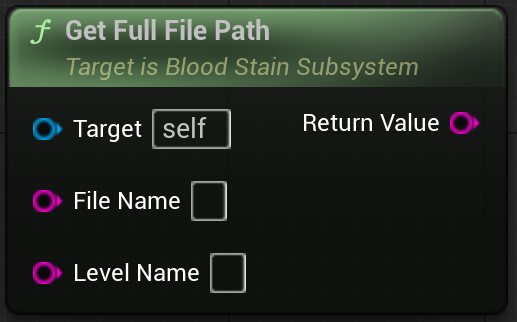 f Get Full File Path
Target is Blood Stain Subsystem
Target self Return Value
File Name
Level Name